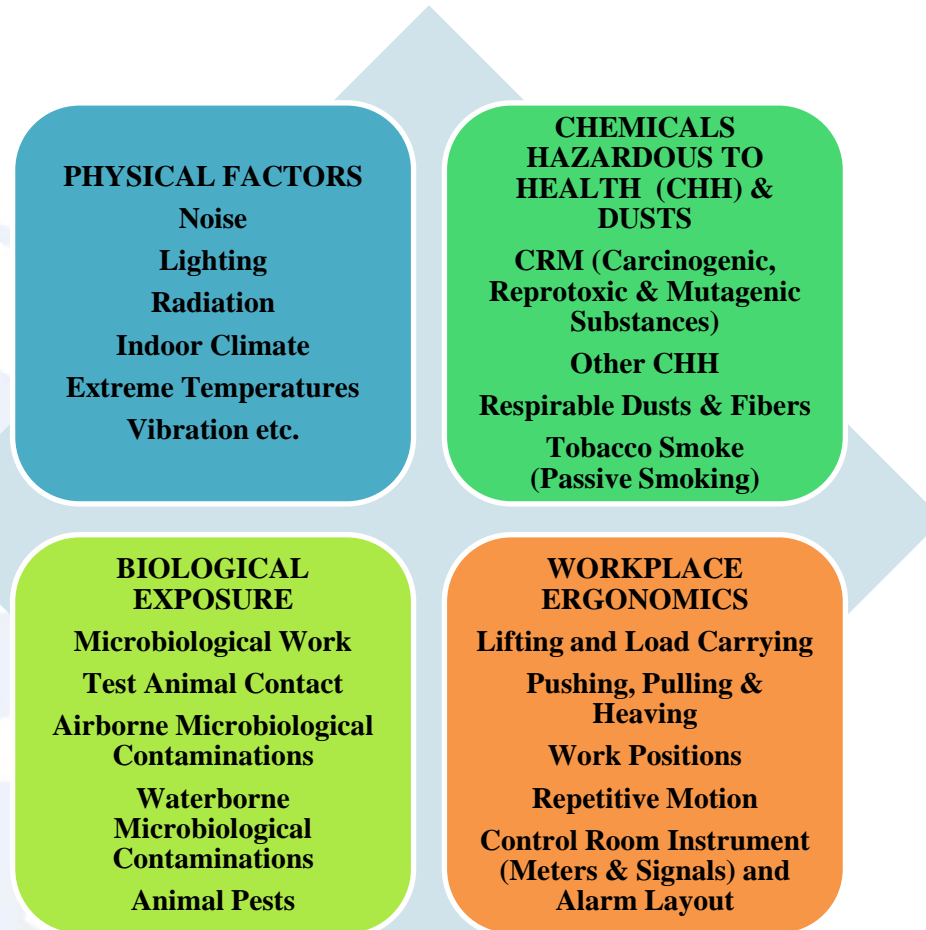 PHYSICAL FACTORS
Noise
Lighting
Radiation
Indoor Climate
Extreme Temperatures
Vibration etc.
CHEMICALS
HAZARDOUS TO
HEALTH (CHH) &
DUSTS
CRM (Carcinogenic,
Reprotoxic & Mutagenic
Substances)
Other CHH
Respirable Dusts & Fibers
Tobacco Smoke
(Passive Smoking)
BIOLOGICAL
EXPOSURE
Microbiological Work
Test Animal Contact
Airborne Microbiological
Contaminations
Waterborne
Microbiological
Contaminations
Animal Pests
WORKPLACE
ERGONOMICS
Lifting and Load Carrying
Pushing, Pulling &
Heaving
Work Positions
Repetitive Motion
Control Room Instrument
(Meters & Signals) and
Alarm Layout